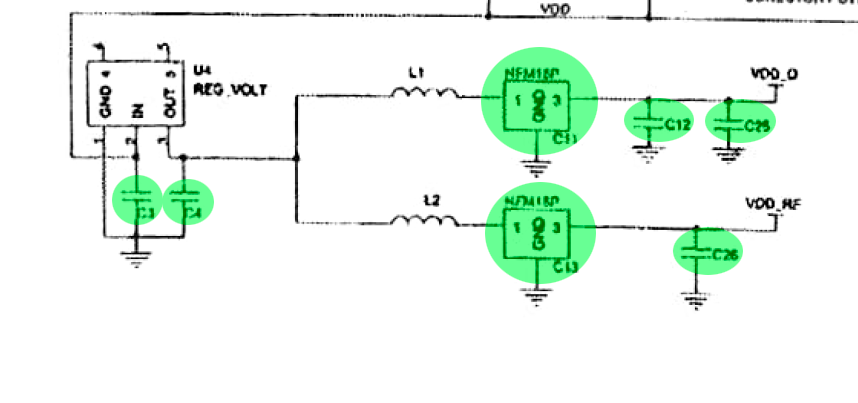 VDD
4
5
U4
REG_VOLT
GND 4
IN
OUT 5
1
2
3
C3
C4
L1
NFM18P
1
3
C11
VDD_D
C12
C25
L2
NFM18P
1
3
C13
VDD_RF
C26